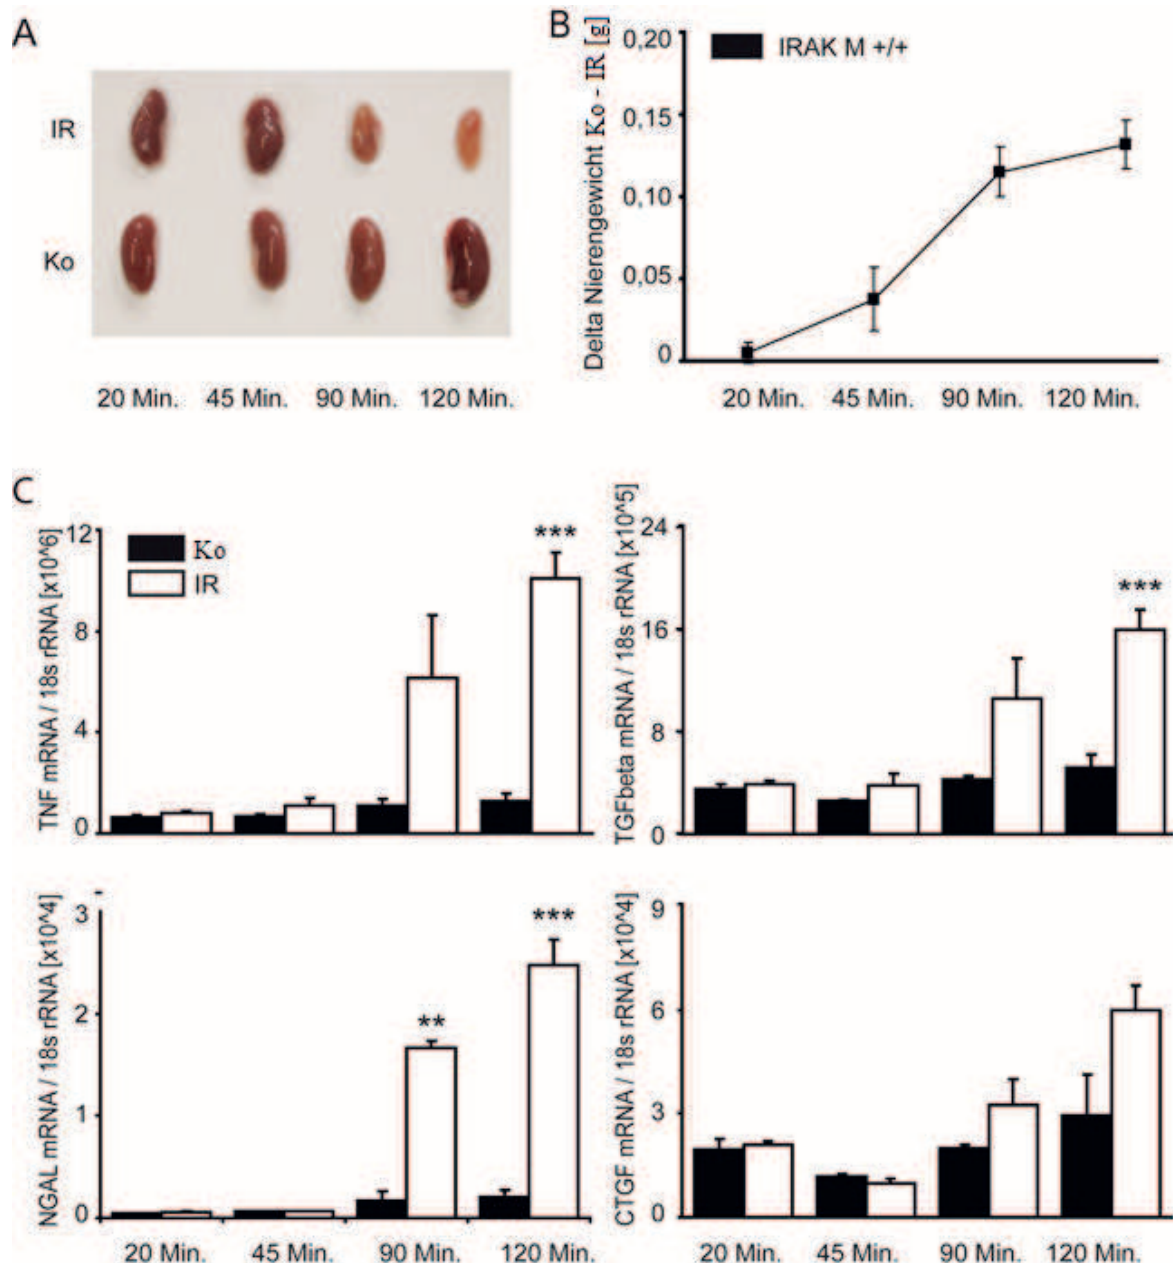 A
IR
Ko
20 Min. 45 Min. 90 Min. 120 Min.
B
Delta Nierengewicht Ko - IR [g]
0,20
0,15
0,10
0,05
0
IRAK M +/+
20 Min. 45 Min. 90 Min. 120 Min.
C
TNF mRNA / 18s rRNA [x10^6]
12
8
4
0
Ko
IR
***
TGFbeta mRNA / 18s rRNA [x10^5]
24
16
8
0
***
NGAL mRNA / 18s rRNA [x10^4]
3
2
1
0
**
***
20 Min. 45 Min. 90 Min. 120 Min.
CTGF mRNA / 18s rRNA [x10^4]
9
6
3
0
20 Min. 45 Min. 90 Min. 120 Min.